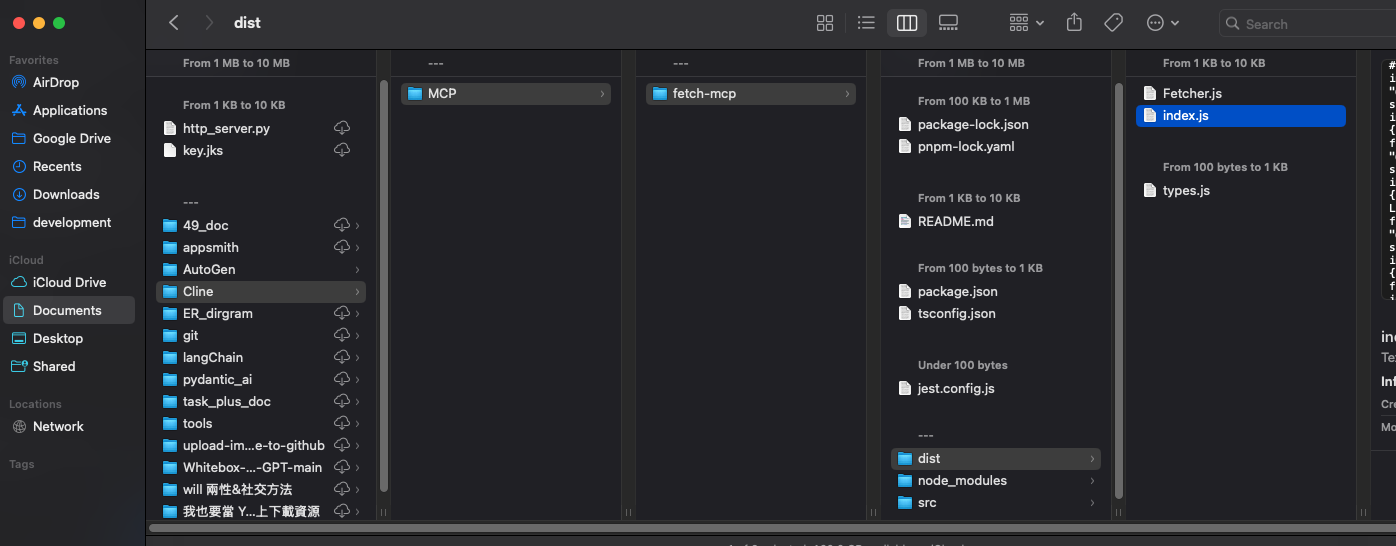 dist
Search
Favorites
AirDrop
Applications
Google Drive
Recents
Downloads
development
iCloud
iCloud Drive
Documents
Desktop
Shared
Locations
Network
Tags
From 1 MB to 10 MB
From 1 KB to 10 KB
http_server.py
key.jks
---
49_doc
appsmith
AutoGen
Cline
ER_dirgram
git
langChain
pydantic_ai
task_plus_doc
tools
upload-im...e-to-github
Whitebox-...-GPT-main
will 兩性&社交方法
我也要當 Y...上下載資源
---
MCP
---
fetch-mcp
From 1 MB to 10 MB
From 100 KB to 1 MB
package-lock.json
pnpm-lock.yaml
From 1 KB to 10 KB
README.md
From 100 bytes to 1 KB
package.json
tsconfig.json
Under 100 bytes
jest.config.js
---
dist
node_modules
src
From 1 KB to 10 KB
Fetcher.js
index.js
From 100 bytes to 1 KB
types.js